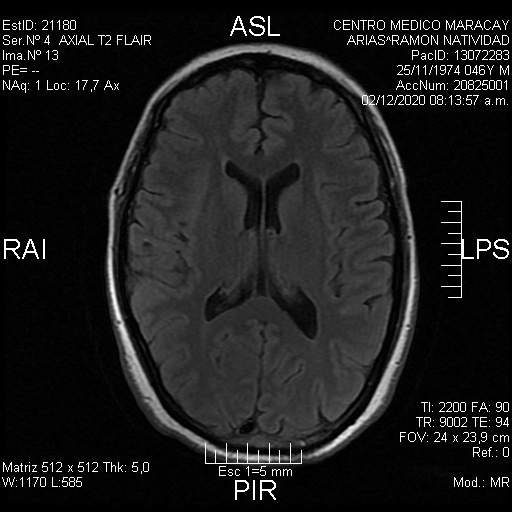 EstID: 21180
Ser.Nº 4 AXIAL T2 FLAIR
Ima.Nº 13
PE= --
NAq: 1 Loc: 17,7 Ax
ASL
CENTRO MEDICO MARACAY
ARIAS^RAMON NATIVIDAD
PacID: 13072283
25/11/1974 046Y M
AccNum: 20825001
02/12/2020 08:13:57 a.m.
RAI
LPS
TI: 2200 FA: 90
TR: 9002 TE: 94
FOV: 24 x 23,9 cm
Ref.: 0
Matriz 512 x 512 Thk: 5,0
W:1170 L:585
Esc 1=5 mm
PIR
Mod.: MR